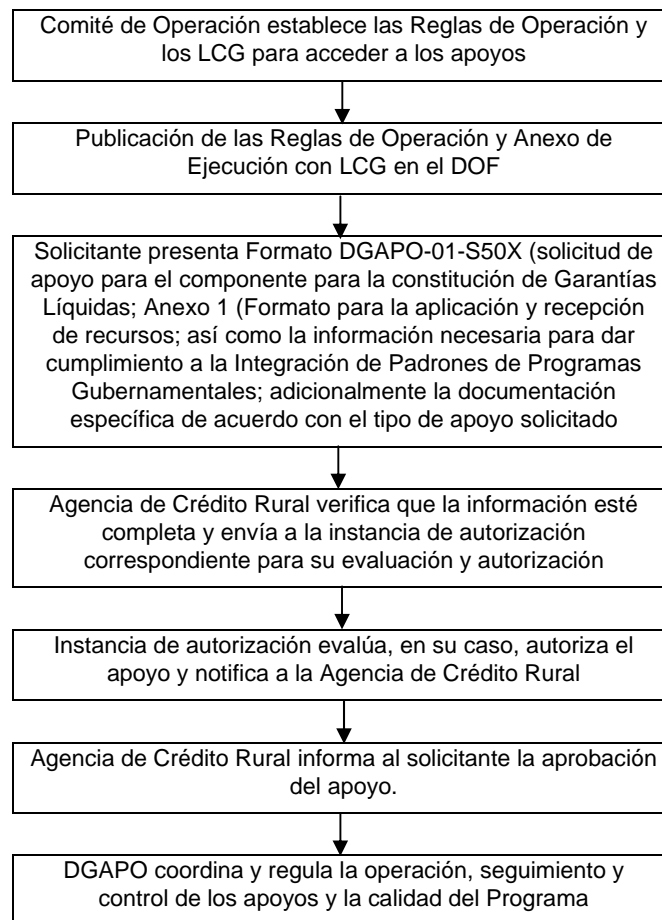 Comité de Operación establece las Reglas de Operación y
los LCG para acceder a los apoyos
Publicación de las Reglas de Operación y Anexo de
Ejecución con LCG en el DOF
Solicitante presenta Formato DGAPO-01-S50X (solicitud de
apoyo para el componente para la constitución de Garantías
Líquidas; Anexo 1 (Formato para la aplicación y recepción
de recursos; así como la información necesaria para dar
cumplimiento a la Integración de Padrones de Programas
Gubernamentales; adicionalmente la documentación
específica de acuerdo con el tipo de apoyo solicitado
Agencia de Crédito Rural verifica que la información esté
completa y envía a la instancia de autorización
correspondiente para su evaluación y autorización
Instancia de autorización evalúa, en su caso, autoriza el
apoyo y notifica a la Agencia de Crédito Rural
Agencia de Crédito Rural informa al solicitante la aprobación
del apoyo.
DGAPO coordina y regula la operación, seguimiento y
control de los apoyos y la calidad del Programa